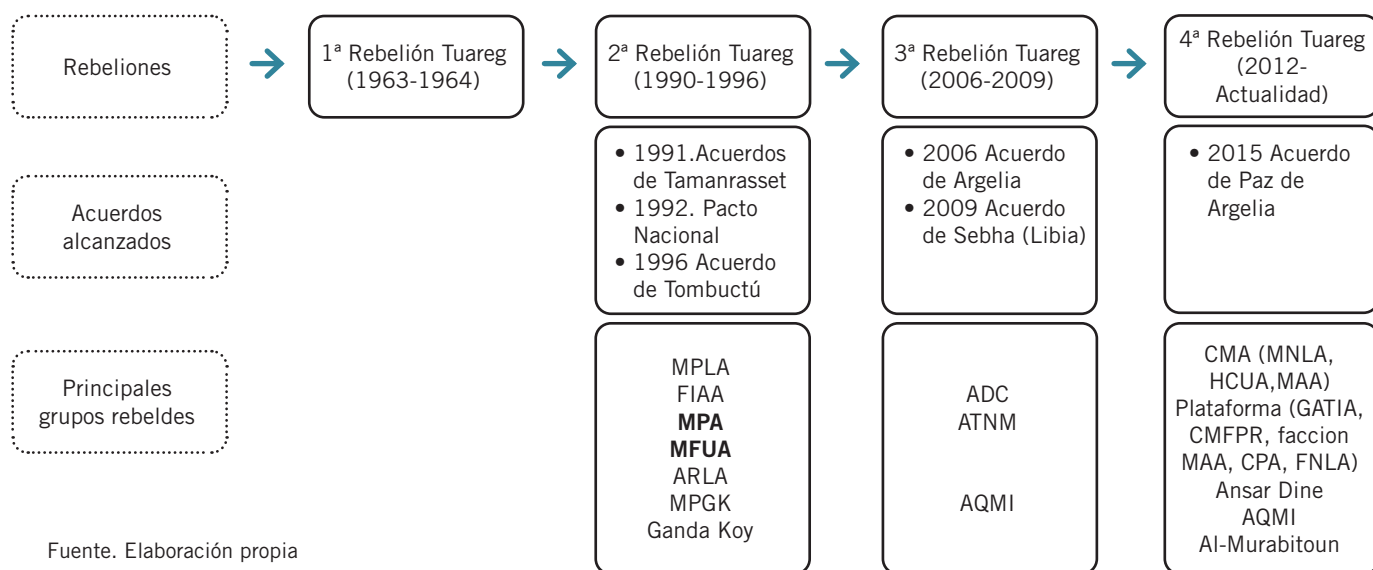 Rebeliones
1ª Rebelión Tuareg
(1963-1964)
2ª Rebelión Tuareg
(1990-1996)
3ª Rebelión Tuareg
(2006-2009)
4ª Rebelión Tuareg
(2012-
Actualidad)
Acuerdos
alcanzados
• 1991.Acuerdos
de Tamanrasset
• 1992. Pacto
Nacional
• 1996 Acuerdo
de Tombuctú
• 2006 Acuerdo
de Argelia
• 2009 Acuerdo
de Sebha (Libia)
• 2015 Acuerdo
de Paz de
Argelia
Principales
grupos rebeldes
MPLA
FIAA
MPA
MFUA
ARLA
MPGK
Ganda Koy
ADC
ATNM
AQMI
CMA (MNLA,
HCUA,MAA)
Plataforma (GATIA,
CMFPR, faccion
MAA, CPA, FNLA)
Ansar Dine
AQMI
Al-Murabitoun
Fuente. Elaboración propia